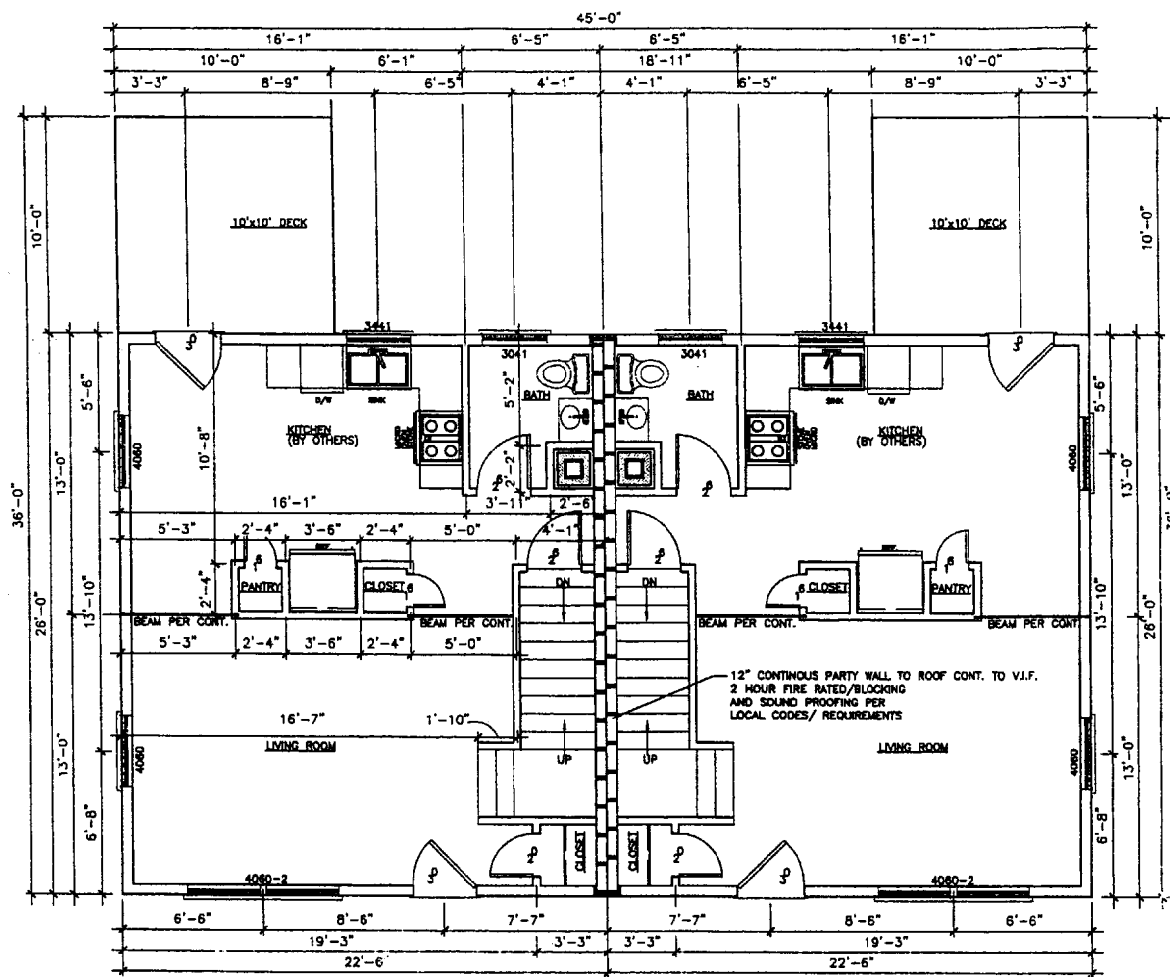 45'-0"
16'-1" 6'-5" 6'-5" 16'-1"
10'-0" 6'-1" 18'-11" 10'-0"
3'-3" 8'-9" 6'-5" 4'-1" 4'-1" 6'-5" 8'-9" 3'-3"
10'-0"
10'x10' DECK
10'x10' DECK
10'-0"
3441
3441
3041
3041
SINK
D/W
D/W
SINK
BATH
BATH
KITCHEN
(BY OTHERS)
KITCHEN
(BY OTHERS)
4060
4060
5'-6"
5'-6"
10'-8"
5'-2"
2'-2"
13'-0"
13'-0"
36'-0"
26'-0"
26'-0"
13'-10"
13'-10"
16'-1" 3'-11" 2'-6
5'-3" 2'-4" 3'-6" 2'-4" 5'-0" 4'-1"
2'-4"
PANTRY
CLOSET
DN
DN
CLOSET
PANTRY
BEAM PER CONT.
BEAM PER CONT.
BEAM PER CONT.
BEAM PER CONT.
5'-3" 2'-4" 3'-6" 2'-4" 5'-0"
12" CONTINOUS PARTY WALL TO ROOF CONT. TO V.I.F.
2 HOUR FIRE RATED/BLOCKING
AND SOUND PROOFING PER
LOCAL CODES/ REQUIREMENTS
16'-7" 1'-10"
LIVING ROOM
LIVING ROOM
UP
UP
4060
4060
13'-0"
13'-0"
6'-8"
6'-8"
CLOSET
CLOSET
4060-2
4060-2
6'-6" 8'-6" 7'-7" 7'-7" 8'-6" 6'-6"
19'-3" 3'-3" 3'-3" 19'-3"
22'-6 22'-6"